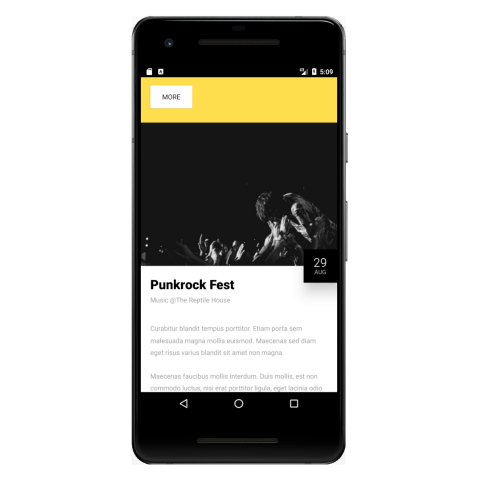 5:09
MORE
29
AUG
Punkrock Fest
Music @The Reptile House
Curabitur blandit tempus porttitor. Etiam porta sem
malesuada magna mollis euismod. Maecenas sed diam
eget risus varius blandit sit amet non magna.
Maecenas faucibus mollis interdum. Duis mollis, est non
commodo luctus, nisi erat porttitor ligula, eget lacinia odio